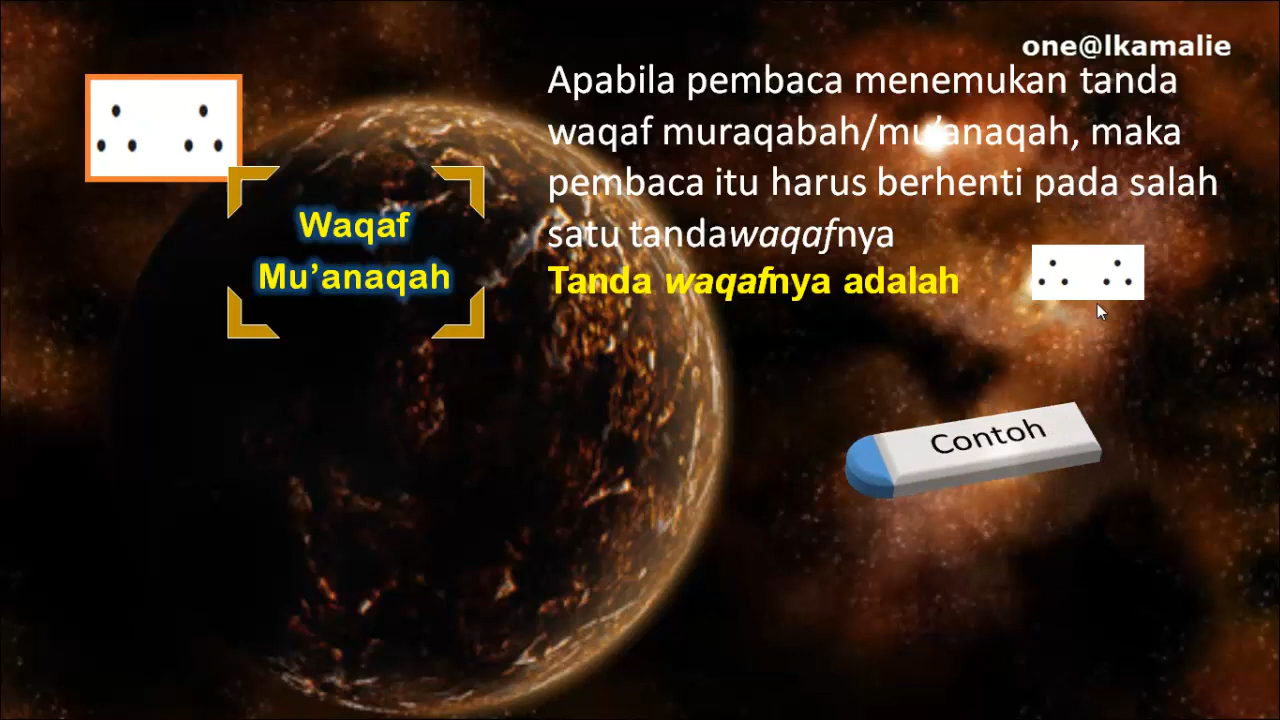 one@lkamalie
Apabila pembaca menemukan tanda
waqaf muraqabah/mu’anaqah, maka
pembaca itu harus berhenti pada salah
satu tandawaqafnya
Tanda waqafnya adalah
Waqaf
Mu’anaqah
Contoh